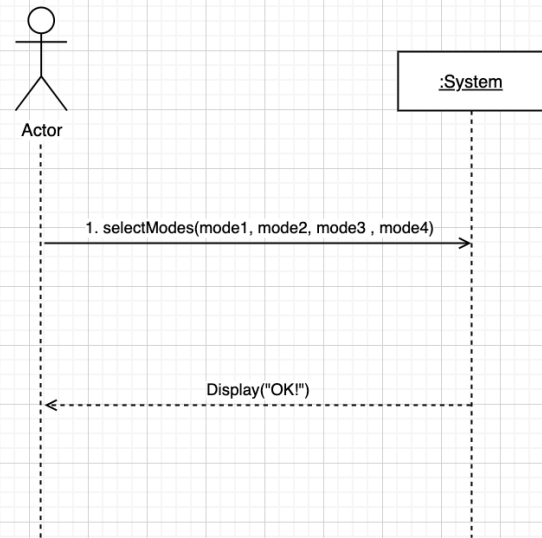 :System
Actor
1. selectModes(mode1, mode2, mode3 , mode4)
Display("OK!")